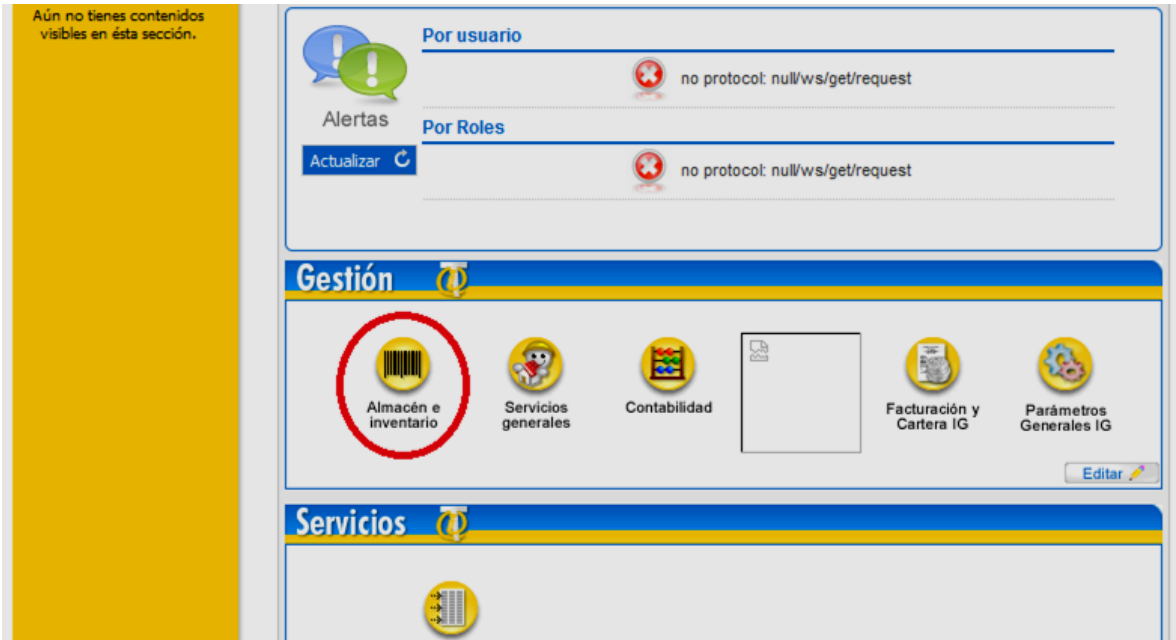 Aún no tienes contenidos
visibles en ésta sección.
Por usuario
no protocol: null/ws/get/request
Alertas
Por Roles
Actualizar
no protocol: null/ws/get/request
Gestión
Almacén e
inventario
Servicios
generales
Contabilidad
Facturación y
Cartera IG
Parámetros
Generales IG
Editar
Servicios